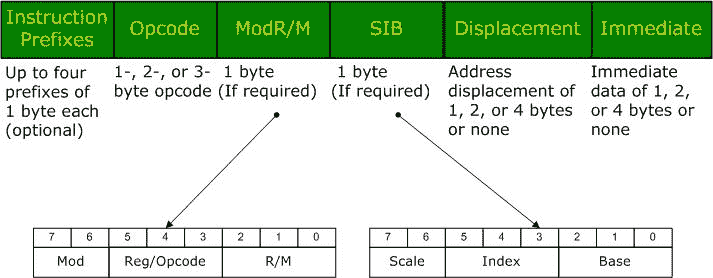 Instruction Prefixes Opcode ModR/M SIB Displacement Immediate
Up to four prefixes of 1 byte each (optional)
1-, 2-, or 3-
byte opcode
1 byte
(If required)
1 byte
(If required)
Address
displacement of
1, 2, or 4 bytes
or none
Immediate
data of 1, 2,
or 4 bytes or
none
7 6 5 4 3 2 1 0
Mod Reg/Opcode R/M
7 6 5 4 3 2 1 0
Scale Index Base